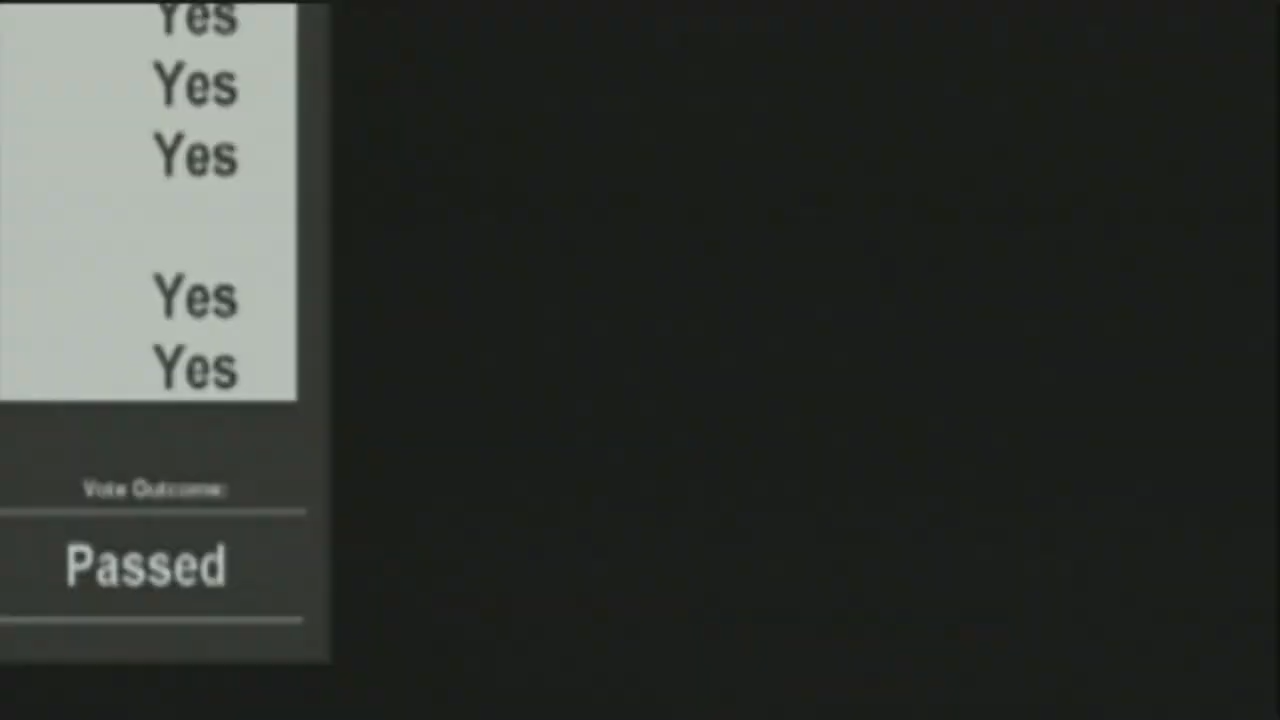 Yes
Yes
Yes
Yes
Yes
Vote Outcome:
Passed